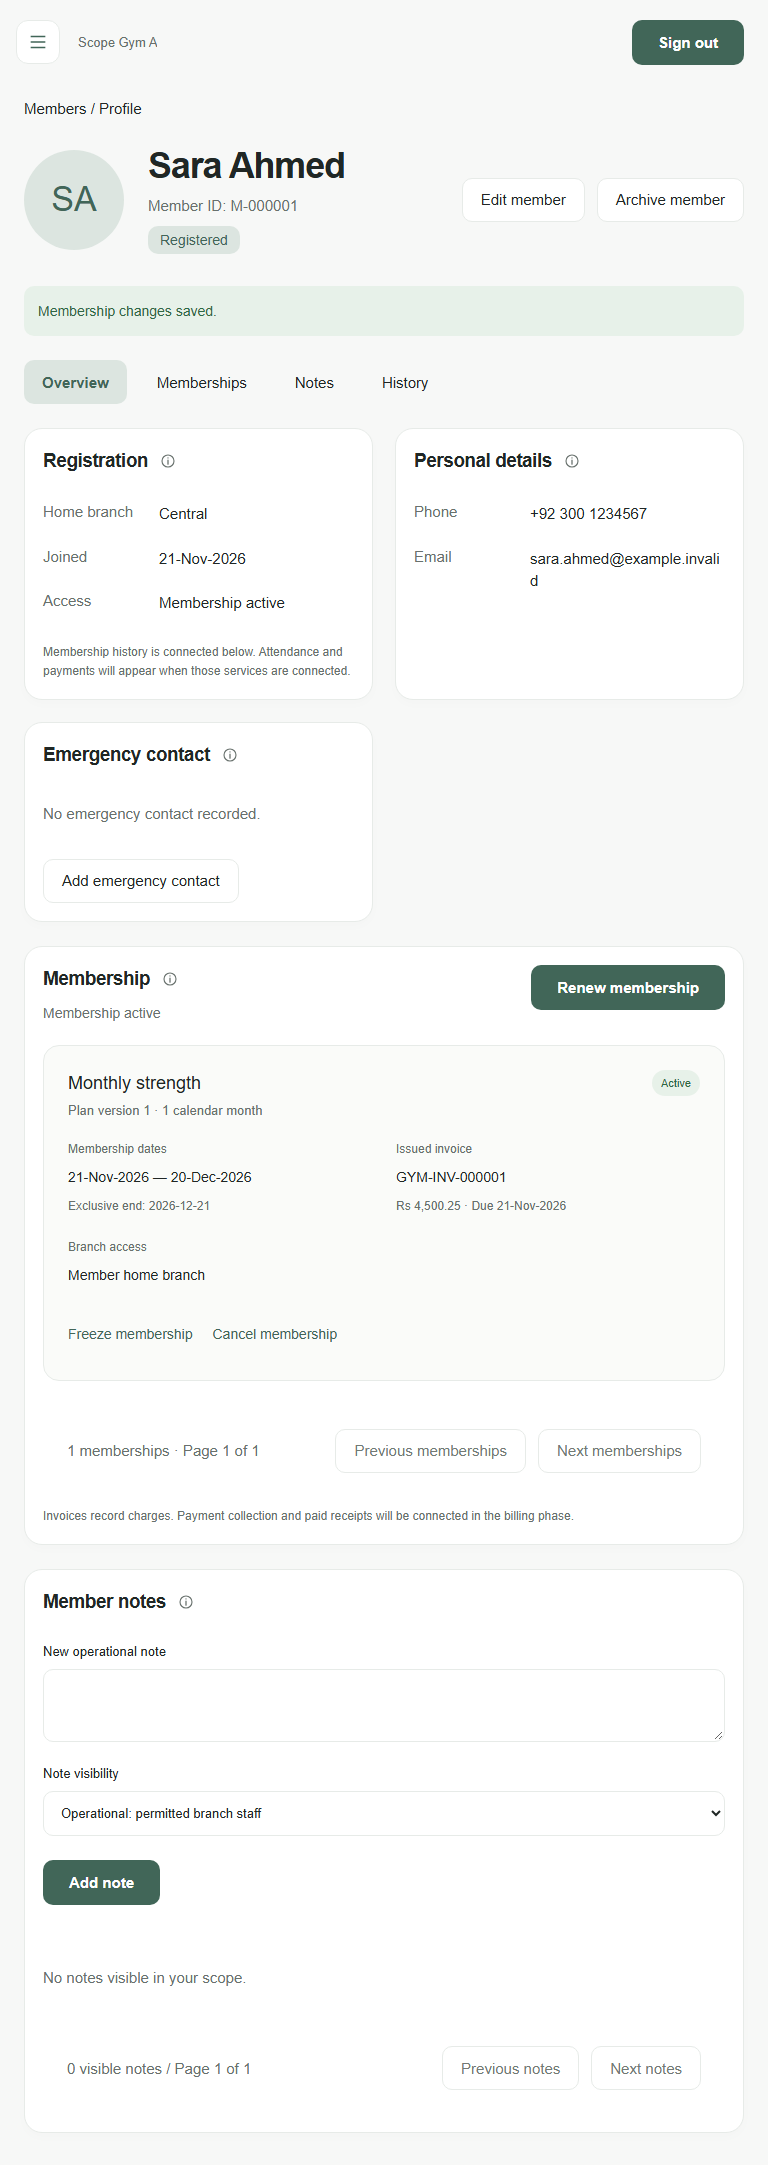 Scope Gym A
Sign out
Members / Profile
SA
Sara Ahmed
Member ID: M-000001
Registered
Edit member
Archive member
Membership changes saved.
Overview
Memberships
Notes
History
Registration
Home branch
Central
Joined
21-Nov-2026
Access
Membership active
Membership history is connected below. Attendance and
payments will appear when those services are connected.
Personal details
Phone
+92 300 1234567
Email
sara.ahmed@example.invali
d
Emergency contact
No emergency contact recorded.
Add emergency contact
Membership
Membership active
Renew membership
Monthly strength
Active
Plan version 1 · 1 calendar month
Membership dates
21-Nov-2026 — 20-Dec-2026
Exclusive end: 2026-12-21
Issued invoice
GYM-INV-000001
Rs 4,500.25 · Due 21-Nov-2026
Branch access
Member home branch
Freeze membership
Cancel membership
1 memberships · Page 1 of 1
Previous memberships
Next memberships
Invoices record charges. Payment collection and paid receipts will be connected in the billing phase.
Member notes
New operational note
Note visibility
Operational: permitted branch staff
Add note
No notes visible in your scope.
0 visible notes / Page 1 of 1
Previous notes
Next notes